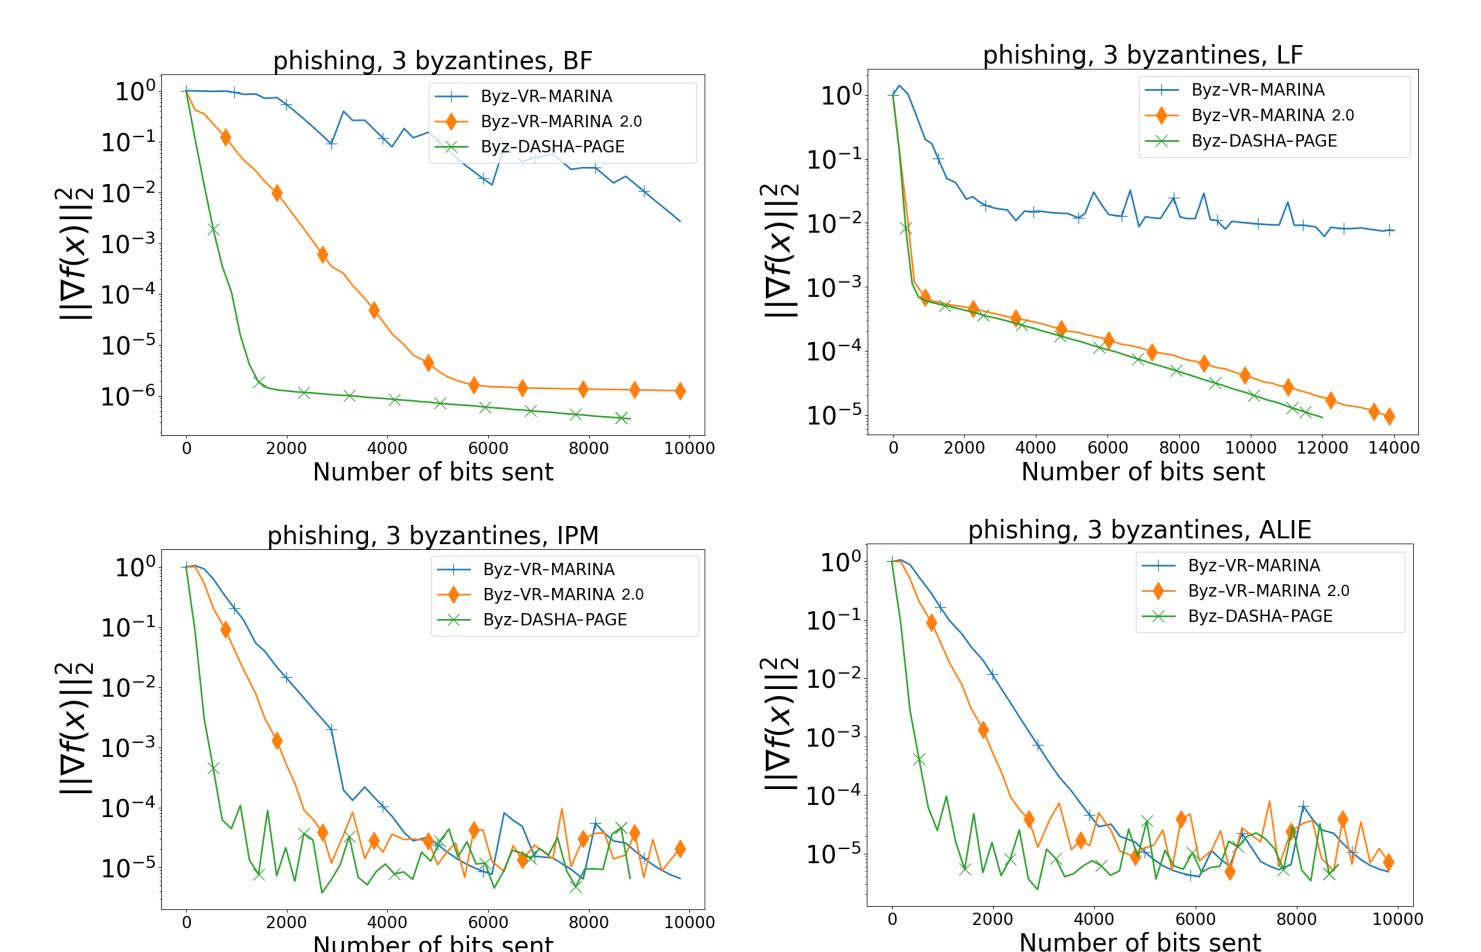 phishing, 3 byzantines, BF
10^0
10^-1
10^-2
10^-3
10^-4
10^-5
10^-6
||∇f(x)||_2^2
Byz-VR-MARINA
Byz-VR-MARINA 2.0
Byz-DASHA-PAGE
0 2000 4000 6000 8000 10000
Number of bits sent
phishing, 3 byzantines, LF
10^0
10^-1
10^-2
10^-3
10^-4
10^-5
||∇f(x)||_2^2
Byz-VR-MARINA
Byz-VR-MARINA 2.0
Byz-DASHA-PAGE
0 2000 4000 6000 8000 10000 12000 14000
Number of bits sent
phishing, 3 byzantines, IPM
10^0
10^-1
10^-2
10^-3
10^-4
10^-5
||∇f(x)||_2^2
Byz-VR-MARINA
Byz-VR-MARINA 2.0
Byz-DASHA-PAGE
0 2000 4000 6000 8000 10000
Number of bits sent
phishing, 3 byzantines, ALIE
10^0
10^-1
10^-2
10^-3
10^-4
10^-5
||∇f(x)||_2^2
Byz-VR-MARINA
Byz-VR-MARINA 2.0
Byz-DASHA-PAGE
0 2000 4000 6000 8000 10000
Number of bits sent